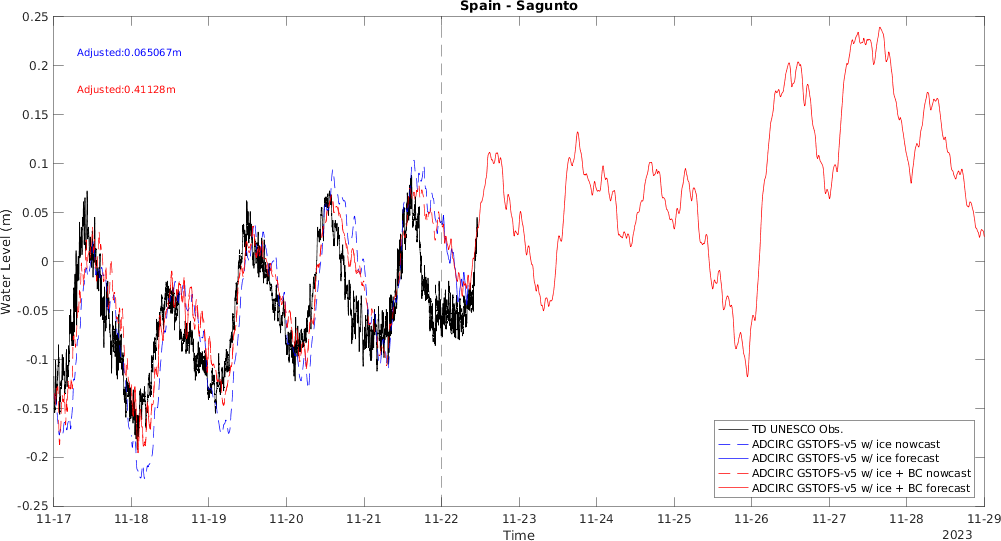 Spain - Sagunto
0.25
0.2
0.15
0.1
0.05
0
-0.05
-0.1
-0.15
-0.2
-0.25
Water Level (m)
Adjusted:0.065067m
Adjusted:0.41128m
TD UNESCO Obs.
ADCIRC GSTOFS-v5 w/ ice nowcast
ADCIRC GSTOFS-v5 w/ ice forecast
ADCIRC GSTOFS-v5 w/ ice + BC nowcast
ADCIRC GSTOFS-v5 w/ ice + BC forecast
11-17 11-18 11-19 11-20 11-21 11-22 11-23 11-24 11-25 11-26 11-27 11-28 11-29
Time
2023